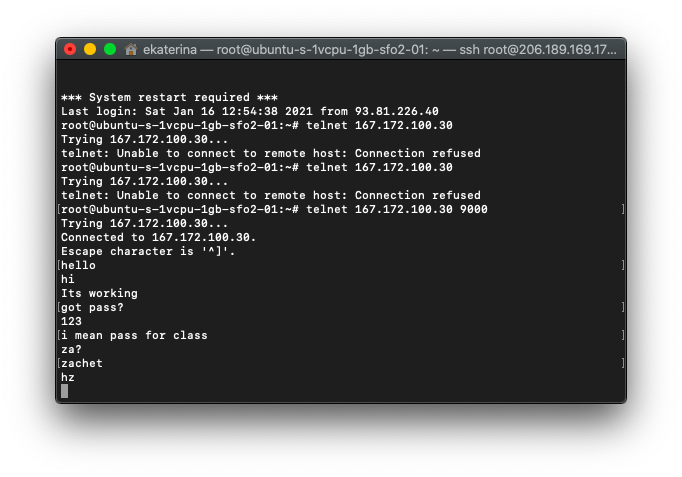 ekaterina — root@ubuntu-s-1vcpu-1gb-sfo2-01: ~ — ssh root@206.189.169.17...
*** System restart required ***
Last login: Sat Jan 16 12:54:38 2021 from 93.81.226.40
root@ubuntu-s-1vcpu-1gb-sfo2-01:~# telnet 167.172.100.30
Trying 167.172.100.30...
telnet: Unable to connect to remote host: Connection refused
root@ubuntu-s-1vcpu-1gb-sfo2-01:~# telnet 167.172.100.30
Trying 167.172.100.30...
telnet: Unable to connect to remote host: Connection refused
[root@ubuntu-s-1vcpu-1gb-sfo2-01:~# telnet 167.172.100.30 9000 ]
Trying 167.172.100.30...
Connected to 167.172.100.30.
Escape character is '^]'.
[hello ]
hi
Its working
[got pass? ]
123
[i mean pass for class ]
za?
[zachet ]
hz